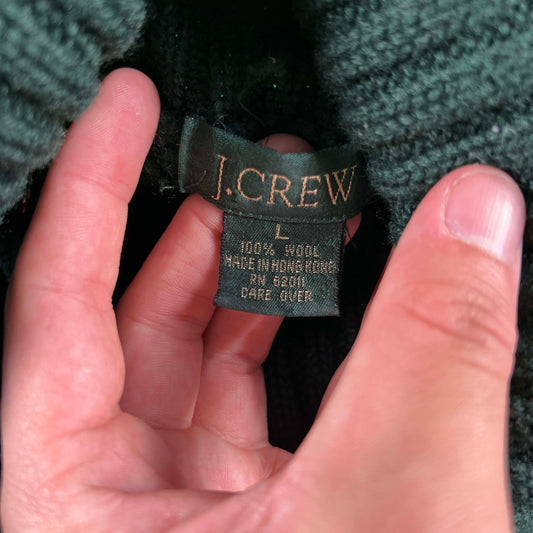 J.CREW
L
100% WOOL
MADE IN HONG KONG
RN 62011
CARE OVER